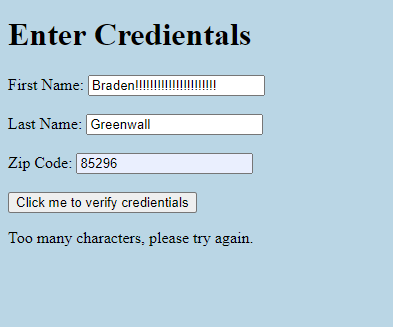 Enter Credientals
First Name: Braden!!!!!!!!!!!!!!!!!!!!!!
Last Name: Greenwall
Zip Code: 85296
Click me to verify credientials
Too many characters, please try again.